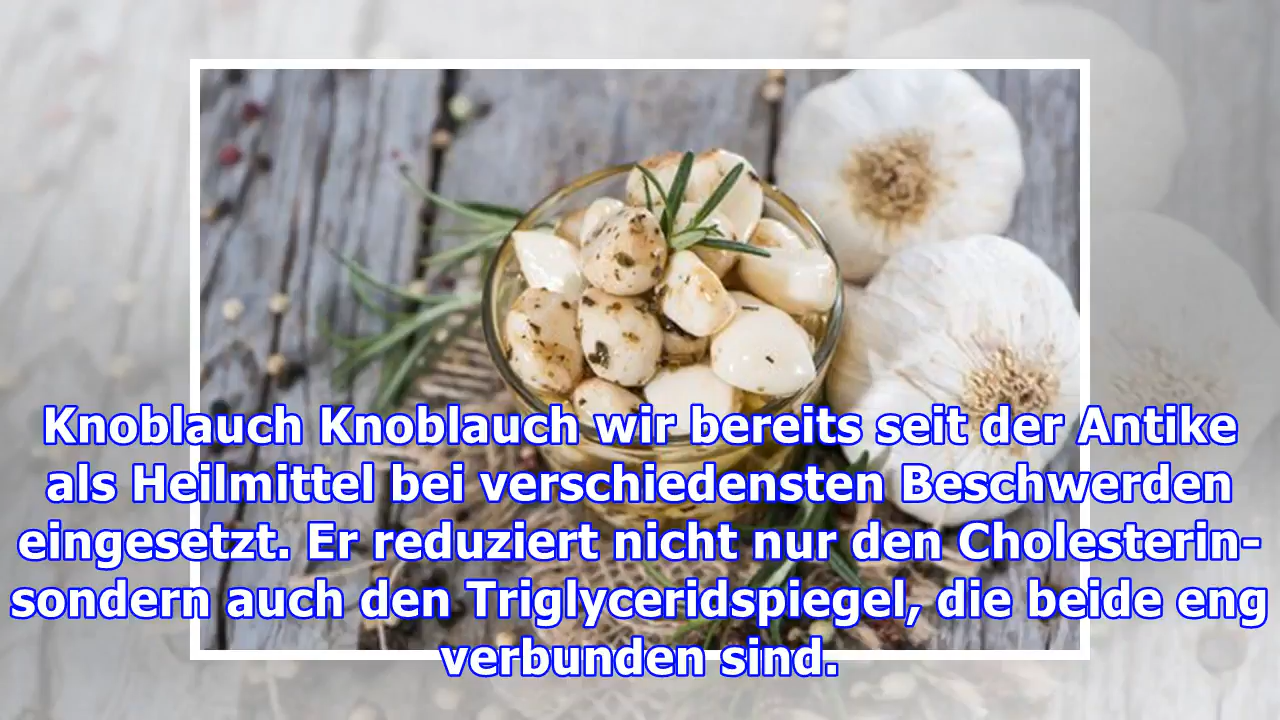 Knoblauch Knoblauch wir bereits seit der Antike
als Heilmittel bei verschiedensten Beschwerden
eingesetzt. Er reduziert nicht nur den Cholesterin-
sondern auch den Triglyceridspiegel, die beide eng
verbunden sind.